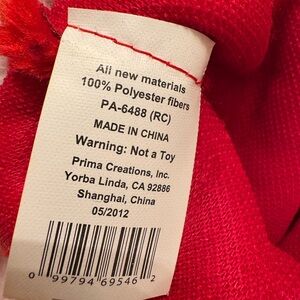 All new materials
100% Polyester fibers
PA-6488 (RC)
MADE IN CHINA
Warning: Not a Toy
Prima Creations, Inc.
Yorba Linda, CA 92886
Shanghai, China
05/2012
0 99794 69546 2